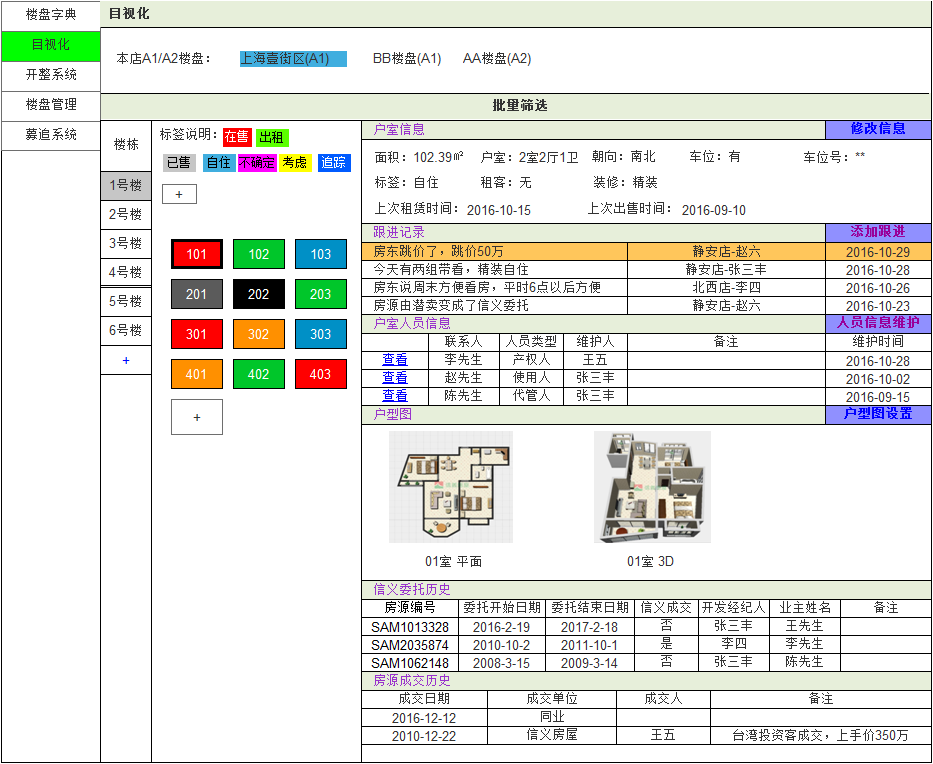 楼盘字典
目视化
开整系统
楼盘管理
募追系统
目视化
本店A1/A2楼盘： 上海壹街区(A1) BB楼盘(A1) AA楼盘(A2)
批量筛选
楼栋
1号楼
2号楼
3号楼
4号楼
5号楼
6号楼
+
标签说明： 在售 出租
已售 自住 不确定 考虑 追踪
+
101 102 103
201 202 203
301 302 303
401 402 403
+
户室信息 修改信息
面积：102.39㎡ 户室：2室2厅1卫 朝向：南北 车位：有 车位号：**
标签：自住 租客：无 装修：精装
上次租赁时间： 2016-10-15 上次出售时间： 2016-09-10
跟进记录 添加跟进
房东跳价了，跳价50万 静安店-赵六 2016-10-29
今天有两组带看，精装自住 静安店-张三丰 2016-10-28
房东说周末方便看房，平时6点以后方便 北西店-李四 2016-10-26
房源由潜卖变成了信义委托 静安店-赵六 2016-10-23
户室人员信息 人员信息维护
联系人 人员类型 维护人 备注 维护时间
查看 李先生 产权人 王五 2016-10-28
查看 赵先生 使用人 张三丰 2016-10-02
查看 陈先生 代管人 张三丰 2016-09-15
户型图 户型图设置
01室 平面 01室 3D
信义委托历史
房源编号 委托开始日期 委托结束日期 信义成交 开发经纪人 业主姓名 备注
SAM1013328 2016-2-19 2017-2-18 否 张三丰 王先生
SAM2035874 2010-10-2 2011-10-1 是 李四 李先生
SAM1062148 2008-3-15 2009-3-14 否 张三丰 陈先生
房源成交历史
成交日期 成交单位 成交人 备注
2016-12-12 同业
2010-12-22 信义房屋 王五 台湾投资客成交，上手价350万